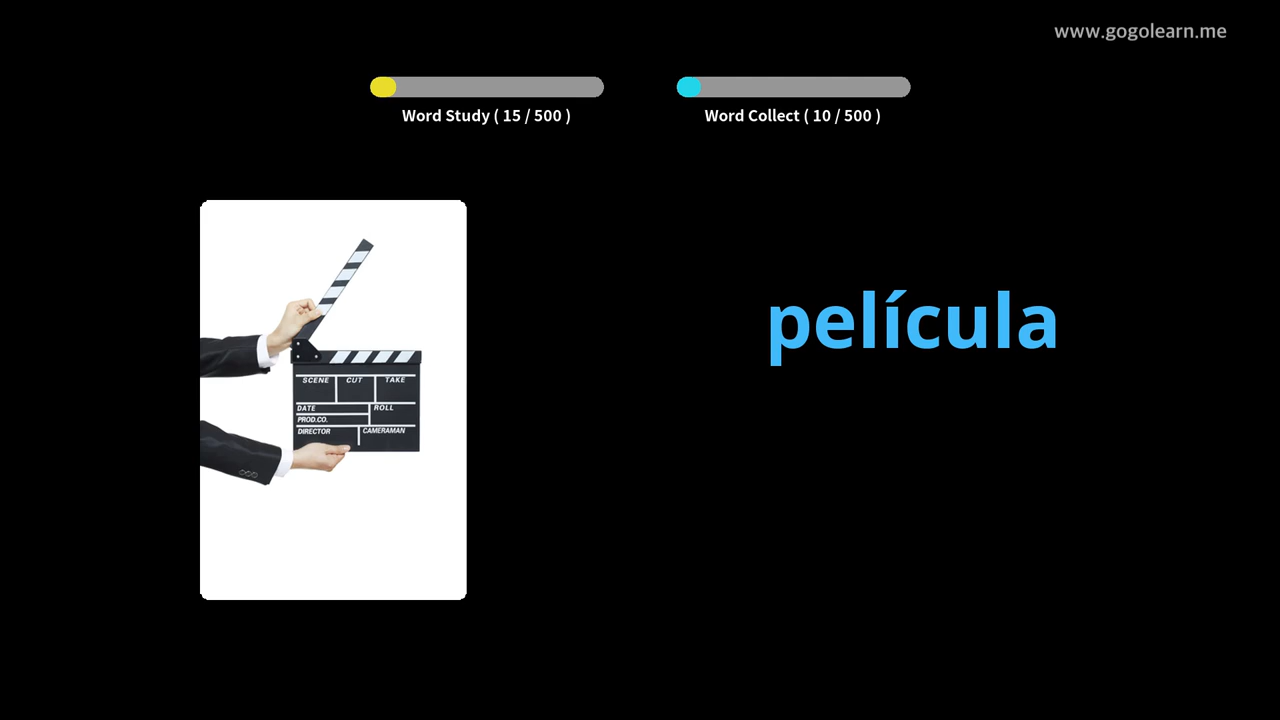 www.gogolearn.me
Word Study ( 15 / 500 )
Word Collect ( 10 / 500 )
película
SCENE CUT TAKE
DATE ROLL
PROD.CO.
DIRECTOR CAMERAMAN